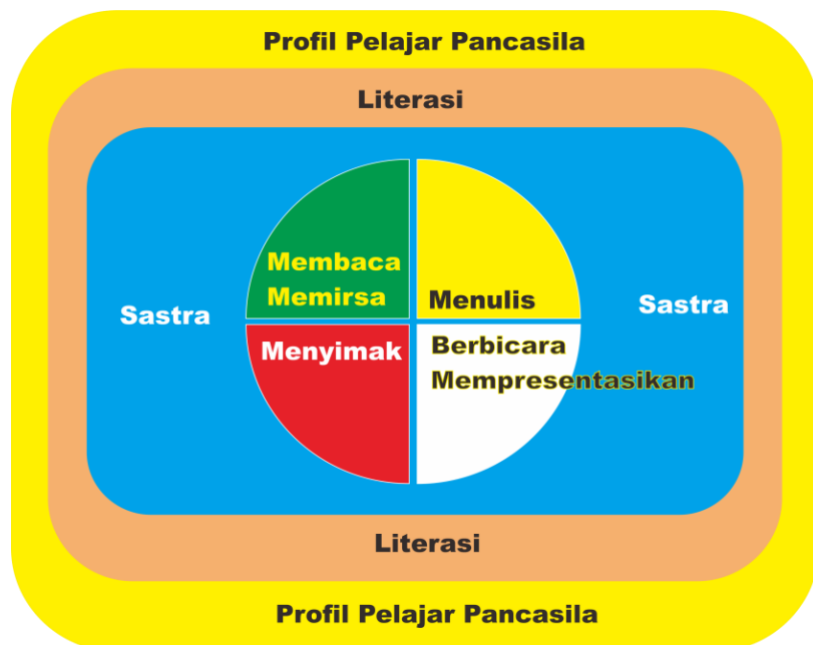 Profil Pelajar Pancasila
Literasi
Membaca
Memirsa
Menulis
Sastra
Sastra
Menyimak
Berbicara
Mempresentasikan
Literasi
Profil Pelajar Pancasila